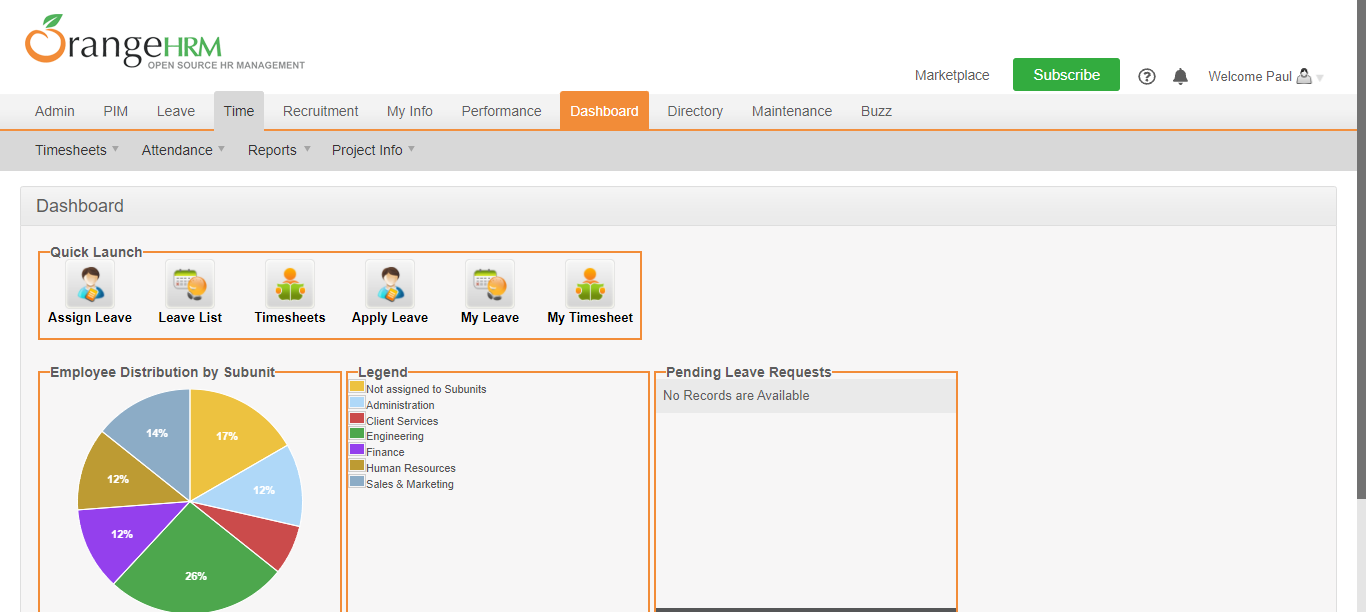 OrangeHRM
OPEN SOURCE HR MANAGEMENT
Marketplace Subscribe ? Welcome Paul
Admin PIM Leave Time Recruitment My Info Performance Dashboard Directory Maintenance Buzz
Timesheets Attendance Reports Project Info
Dashboard
Quick Launch
Assign Leave Leave List Timesheets Apply Leave My Leave My Timesheet
Employee Distribution by Subunit
17%
12%
26%
12%
12%
14%
Legend
Not assigned to Subunits
Administration
Client Services
Engineering
Finance
Human Resources
Sales & Marketing
Pending Leave Requests
No Records are Available